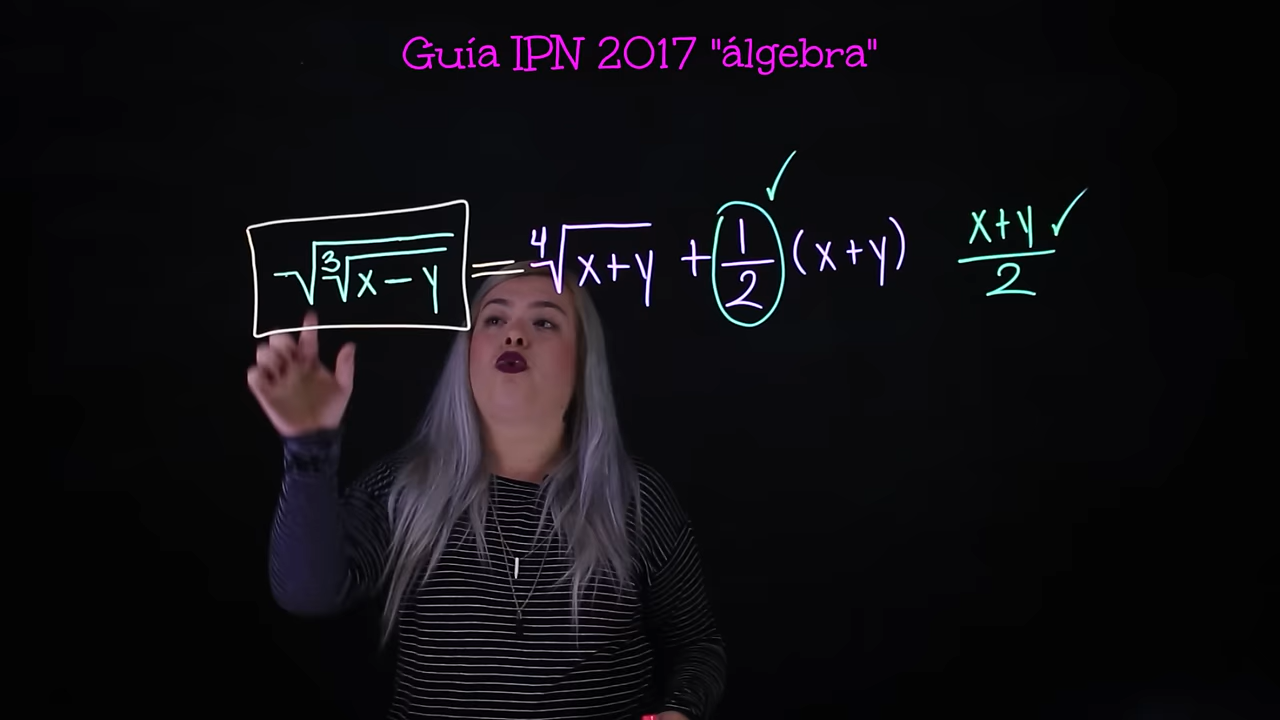 Guía IPN 2017 "álgebra"
√∛(x−y) = ∜(x+y) + 1/2 (x+y) (x+y)/2